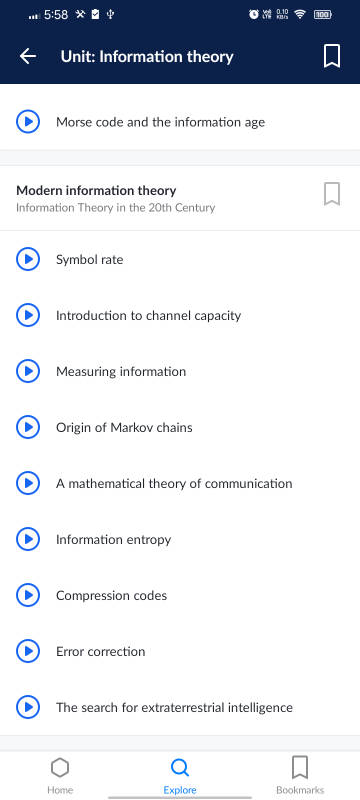 5:58
Vo) LTE
0.10 KB/s
100
Unit: Information theory
Morse code and the information age
Modern information theory
Information Theory in the 20th Century
Symbol rate
Introduction to channel capacity
Measuring information
Origin of Markov chains
A mathematical theory of communication
Information entropy
Compression codes
Error correction
The search for extraterrestrial intelligence
Home
Explore
Bookmarks